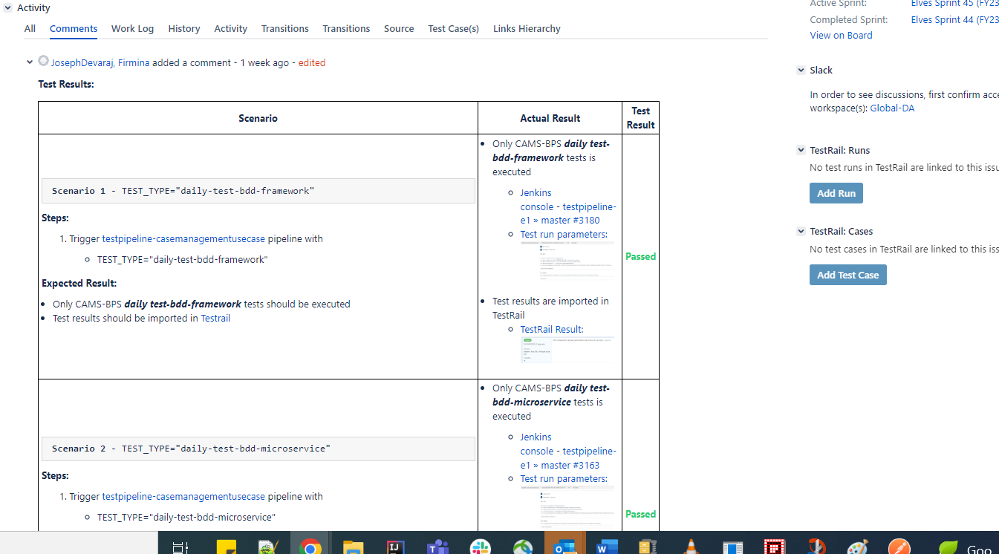 Activity
All Comments Work Log History Activity Transitions Transitions Source Test Case(s) Links Hierarchy
JosephDevaraj, Firmina added a comment - 1 week ago - edited
Test Results:
Scenario
Actual Result
Test
Result
Scenario 1 - TEST_TYPE="daily-test-bdd-framework"
Steps:
1. Trigger testpipeline-casemanagementusecase pipeline with
TEST_TYPE="daily-test-bdd-framework"
Expected Result:
Only CAMS-BPS daily test-bdd-framework tests should be executed
Test results should be imported in Testrail
Only CAMS-BPS daily test-
bdd-framework tests is
executed
Jenkins
console - testpipeline-
e1 » master #3180
Test run parameters:
Test results are imported in
TestRail
TestRail Result:
Passed
Scenario 2 - TEST_TYPE="daily-test-bdd-microservice"
Steps:
1. Trigger testpipeline-casemanagementusecase pipeline with
TEST_TYPE="daily-test-bdd-microservice"
Only CAMS-BPS daily test-
bdd-microservice tests is
executed
Jenkins
console - testpipeline-
e1 » master #3163
Test run parameters:
Passed
Active Sprint: Elves Sprint 45 (FY23
Completed Sprint: Elves Sprint 44 (FY23
View on Board
Slack
In order to see discussions, first confirm acce
workspace(s): Global-DA
TestRail: Runs
No test runs in TestRail are linked to this issu
Add Run
TestRail: Cases
No test cases in TestRail are linked to this iss
Add Test Case
Goo